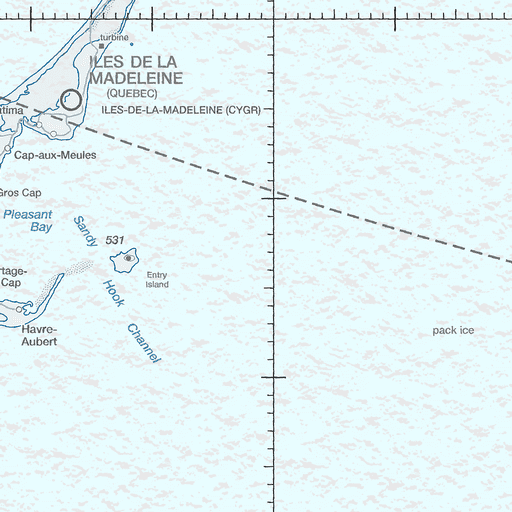 turbine
ILES DE LA
MADELEINE
(QUEBEC)
ILES-DE-LA-MADELEINE (CYGR)
tima
Cap-aux-Meules
Gros Cap
Pleasant
Bay
Sandy
Hook
Channel
531
Entry
Island
rtage-
Cap
Havre-
Aubert
pack ice